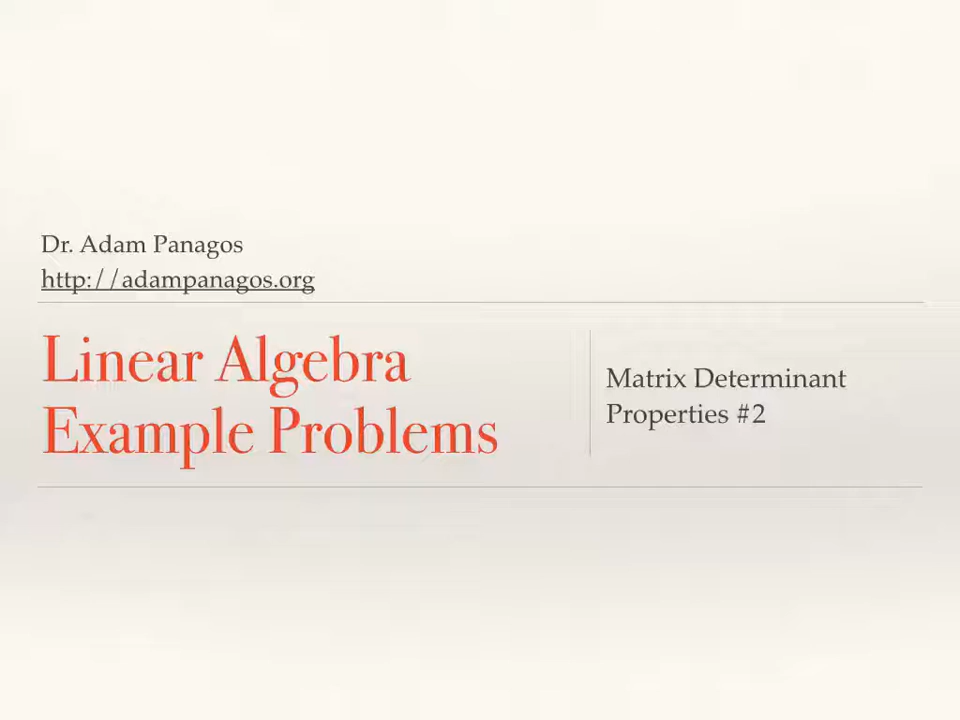 Dr. Adam Panagos
http://adampanagos.org
Linear Algebra
Example Problems
Matrix Determinant
Properties #2